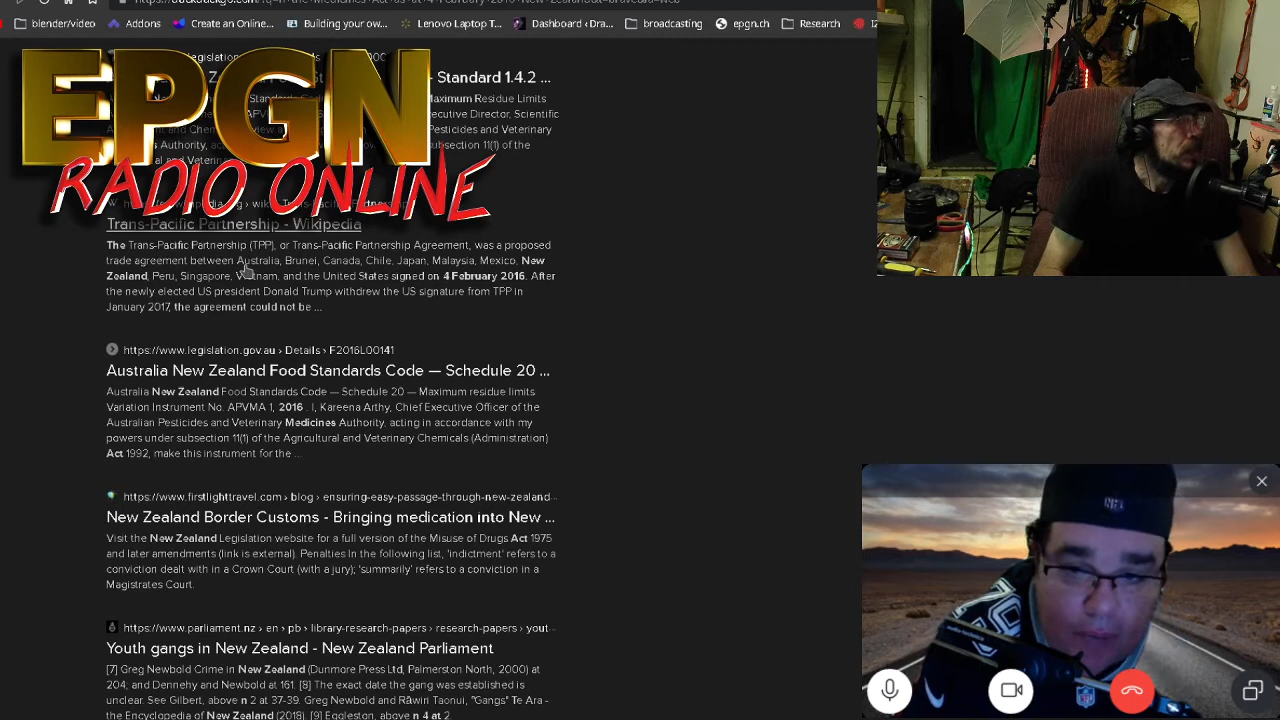 Addons
blender/video
Create an Online...
Building your ow...
Lenovo Laptop T...
Dashboard ‹ Dra...
broadcasting
epgn.ch
Research
EPGN
RADIO ONLINE
- Standard 1.4.2 ...
Maximum Residue Limits
Executive Director, Scientific
Pesticides and Veterinary
subsection 11(1) of the
Trans-Pacific Partnership - Wikipedia
The Trans-Pacific Partnership (TPP), or Trans-Pacific Partnership Agreement, was a proposed
trade agreement between Australia, Brunei, Canada, Chile, Japan, Malaysia, Mexico, New
Zealand, Peru, Singapore, Vietnam, and the United States signed on 4 February 2016. After
the newly elected US president Donald Trump withdrew the US signature from TPP in
January 2017, the agreement could not be ...
https://www.legislation.gov.au › Details › F2016L00141
Australia New Zealand Food Standards Code — Schedule 20 ...
Australia New Zealand Food Standards Code — Schedule 20 — Maximum residue limits
Variation Instrument No. APVMA 1, 2016 . I, Kareena Arthy, Chief Executive Officer of the
Australian Pesticides and Veterinary Medicines Authority, acting in accordance with my
powers under subsection 11(1) of the Agricultural and Veterinary Chemicals (Administration)
Act 1992, make this instrument for the ...
https://www.firstlighttravel.com › blog › ensuring-easy-passage-through-new-zealand-...
New Zealand Border Customs - Bringing medication into New ...
Visit the New Zealand Legislation website for a full version of the Misuse of Drugs Act 1975
and later amendments (link is external). Penalties In the following list, 'indictment' refers to a
conviction dealt with in a Crown Court (with a jury); 'summarily' refers to a conviction in a
Magistrates Court.
https://www.parliament.nz › en › pb › library-research-papers › research-papers › yout...
Youth gangs in New Zealand - New Zealand Parliament
[7] Greg Newbold Crime in New Zealand (Dunmore Press Ltd, Palmerston North, 2000) at
204; and Dennehy and Newbold at 161. [8] The exact date the gang was established is
unclear. See Gilbert, above n 2 at 37-39. Greg Newbold and Rāwiri Taonui, "Gangs" Te Ara -
the Encyclopedia of New Zealand (2018). [9] Eggleston, above n 4 at 2.
NFL
NFL